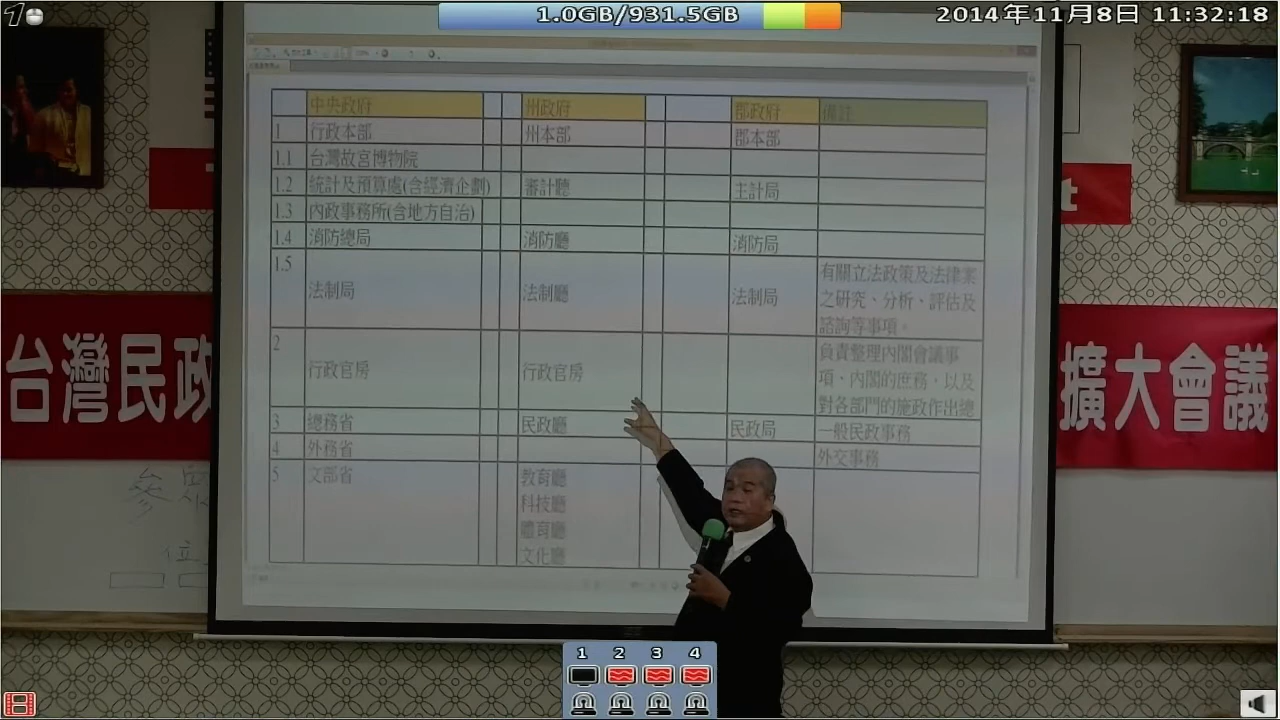 1.0GB/931.5GB
2014年11月8日 11:32:18
中央政府 州政府 郡政府 備註
1 行政本部 州本部 郡本部
1.1 台灣故宮博物院
1.2 統計及預算處(含經濟企劃) 審計聽 主計局
1.3 內政事務所(含地方自治)
1.4 消防總局 消防廳 消防局
1.5 法制局 法制廳 法制局 有關立法政策及法律案
之研究、分析、評估及
諮詢等事項。
2 行政官房 行政官房 負責整理內閣會議事
項、內閣的庶務，以及
對各部門的施政作出總
3 總務省 民政廳 民政局 一般民政事務
4 外務省 外交事務
5 文部省 教育廳
科技廳
體育廳
文化廳
t
台灣民政
擴大會議
參
位
1 2 3 4